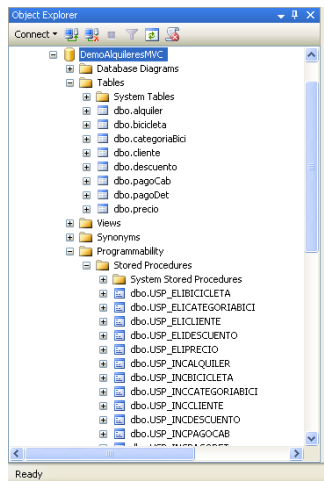 Object Explorer
Connect
DemoAlquileresMVC
Database Diagrams
Tables
System Tables
dbo.alquiler
dbo.bicicleta
dbo.categoriaBici
dbo.cliente
dbo.descuento
dbo.pagoCab
dbo.pagoDet
dbo.precio
Views
Synonyms
Programmability
Stored Procedures
System Stored Procedures
dbo.USP_ELIBICICLETA
dbo.USP_ELICATEGORIABICI
dbo.USP_ELICLIENTE
dbo.USP_ELIDESCUENTO
dbo.USP_ELIPRECIO
dbo.USP_INCALQUILER
dbo.USP_INCBICICLETA
dbo.USP_INCCATEGORIABICI
dbo.USP_INCCLIENTE
dbo.USP_INCDESCUENTO
dbo.USP_INCPAGOCAB
Ready